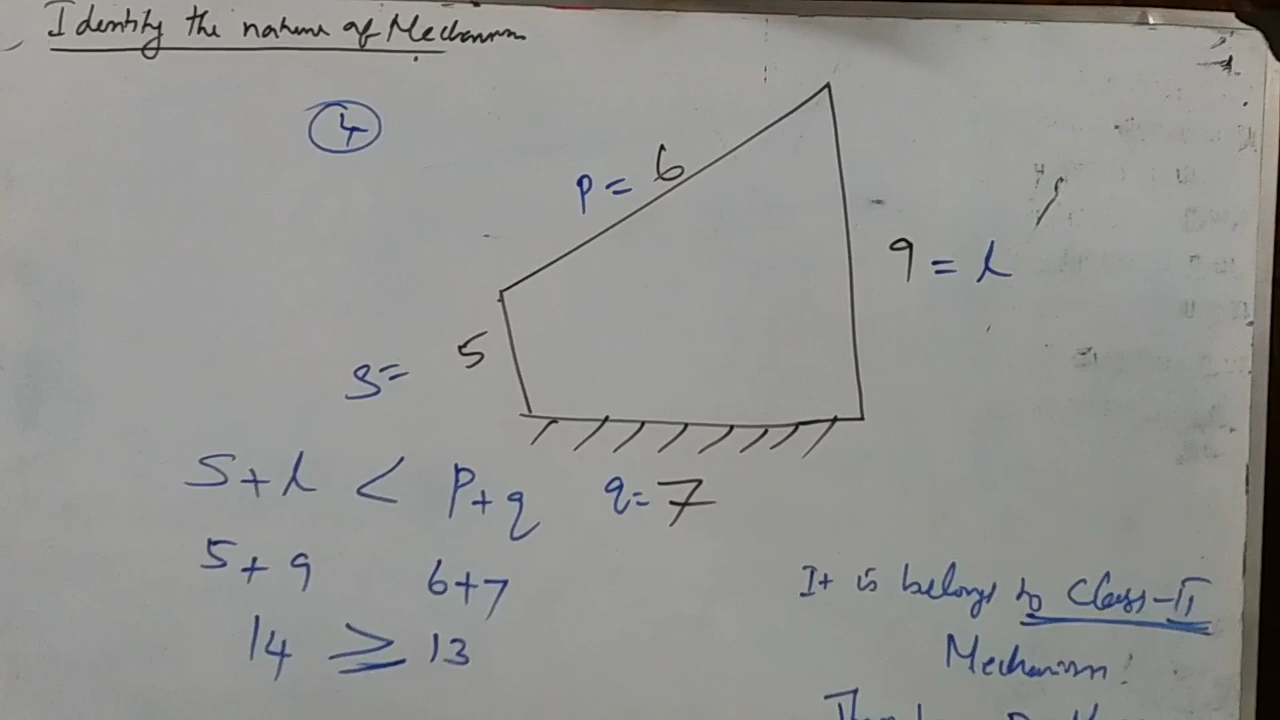 Identify the nature of Mechanism
4
p = 6
9 = l
S= 5
S+l < p+q q= 7
5+9 6+7
14 ≥ 13
It is belongs to Class-II
Mechanism!